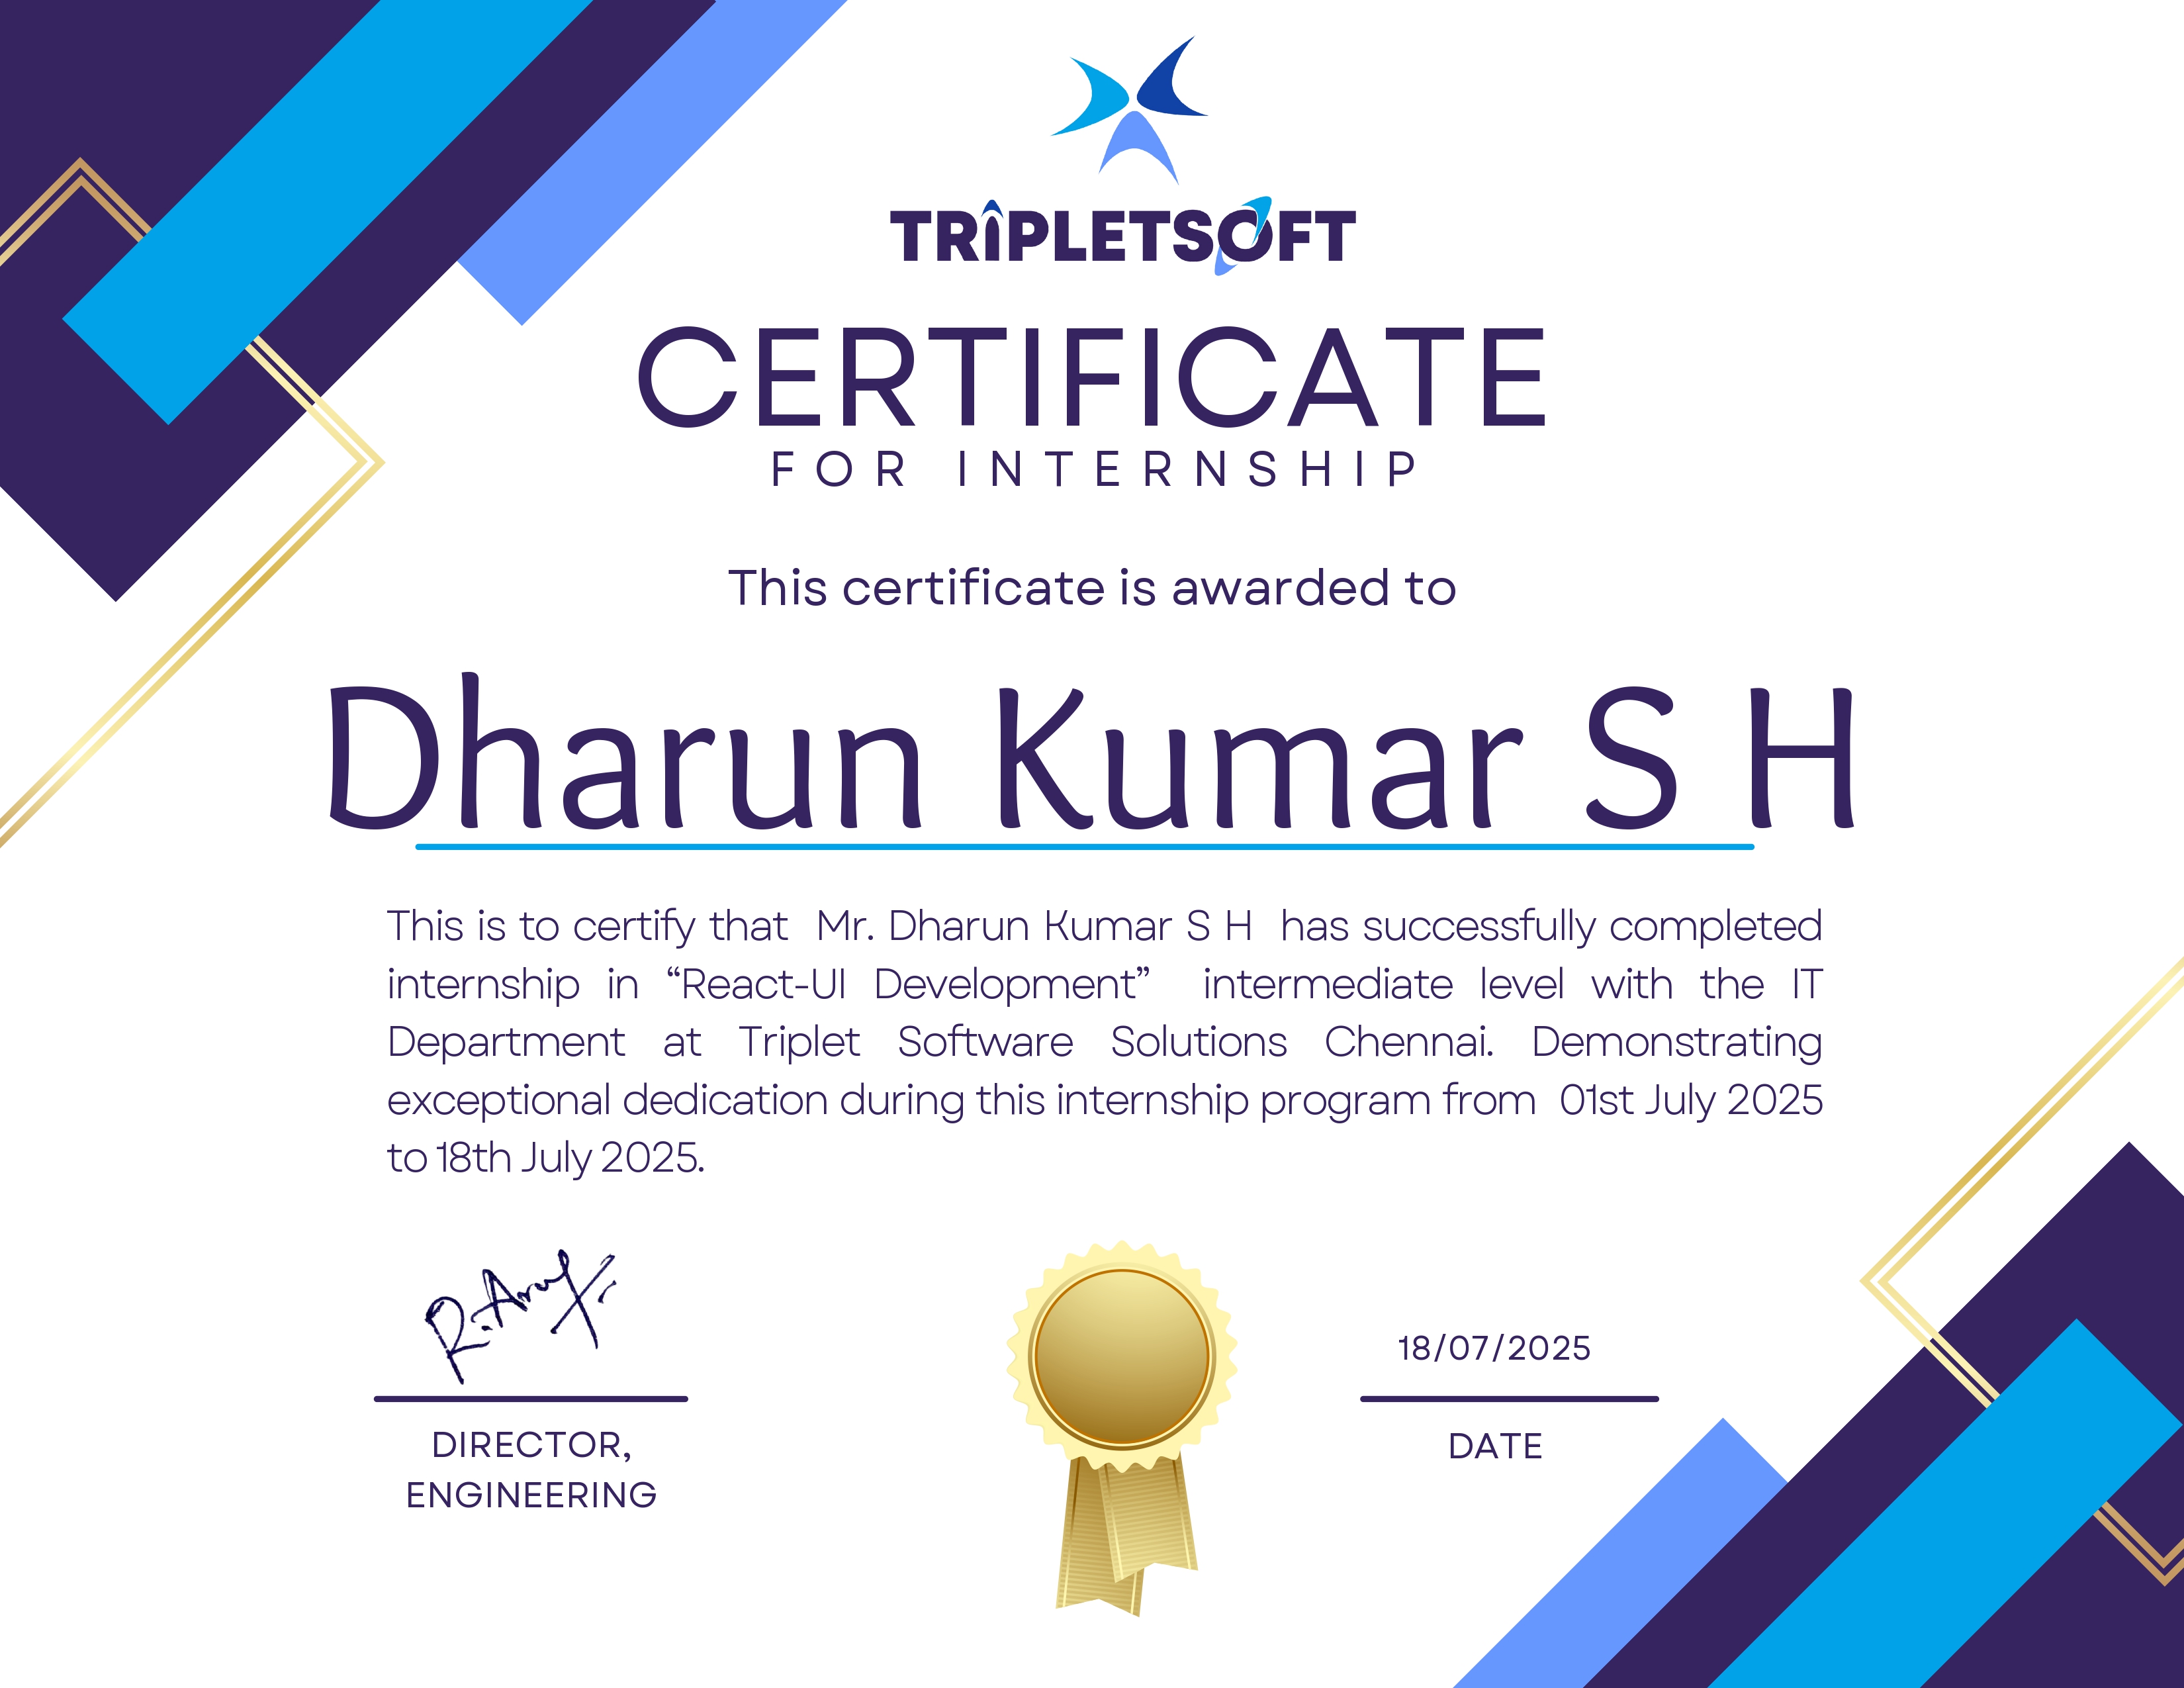 TRIPLETSOFT
CERTIFICATE
FOR INTERNSHIP
This certificate is awarded to
Dharun Kumar S H
This is to certify that Mr. Dharun Kumar S H has successfully completed
internship in “React-UI Development” intermediate level with the IT
Department at Triplet Software Solutions Chennai. Demonstrating
exceptional dedication during this internship program from 01st July 2025
to 18th July 2025.
18/07/2025
DIRECTOR,
ENGINEERING
DATE